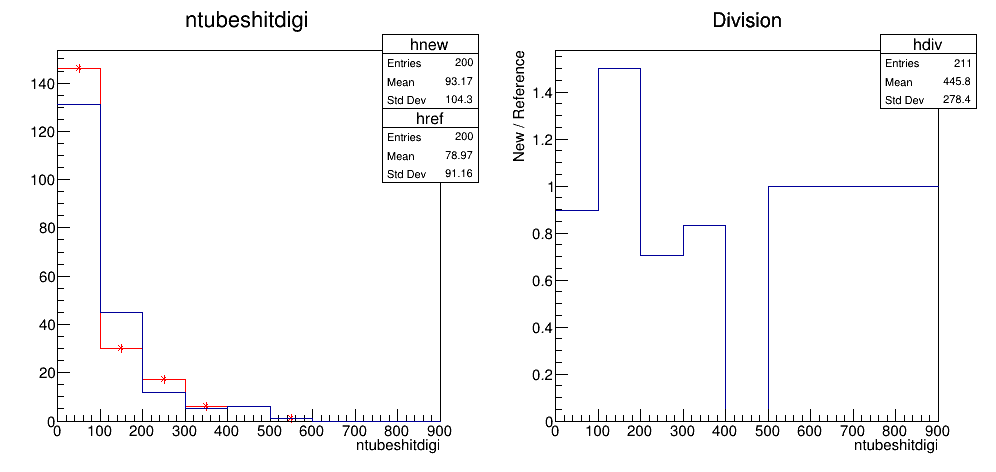 ntubeshitdigi
hnew
Entries 200
Mean 93.17
Std Dev 104.3
href
Entries 200
Mean 78.97
Std Dev 91.16
140
120
100
80
60
40
20
0
0 100 200 300 400 500 600 700 800 900
ntubeshitdigi
Division
hdiv
Entries 211
Mean 445.8
Std Dev 278.4
New / Reference
1.4
1.2
1
0.8
0.6
0.4
0.2
0
0 100 200 300 400 500 600 700 800 900
ntubeshitdigi